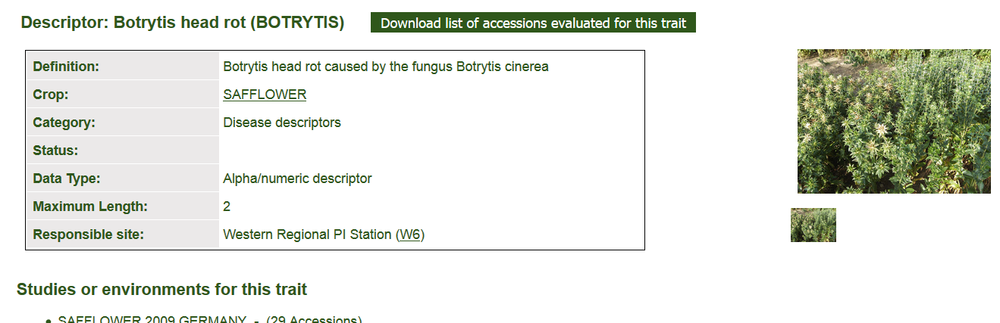 Descriptor: Botrytis head rot (BOTRYTIS) Download list of accessions evaluated for this trait
Definition: Botrytis head rot caused by the fungus Botrytis cinerea
Crop: SAFFLOWER
Category: Disease descriptors
Status:
Data Type: Alpha/numeric descriptor
Maximum Length: 2
Responsible site: Western Regional PI Station (W6)
Studies or environments for this trait
• SAFFLOWER 2009 GERMANY - (29 Accessions)